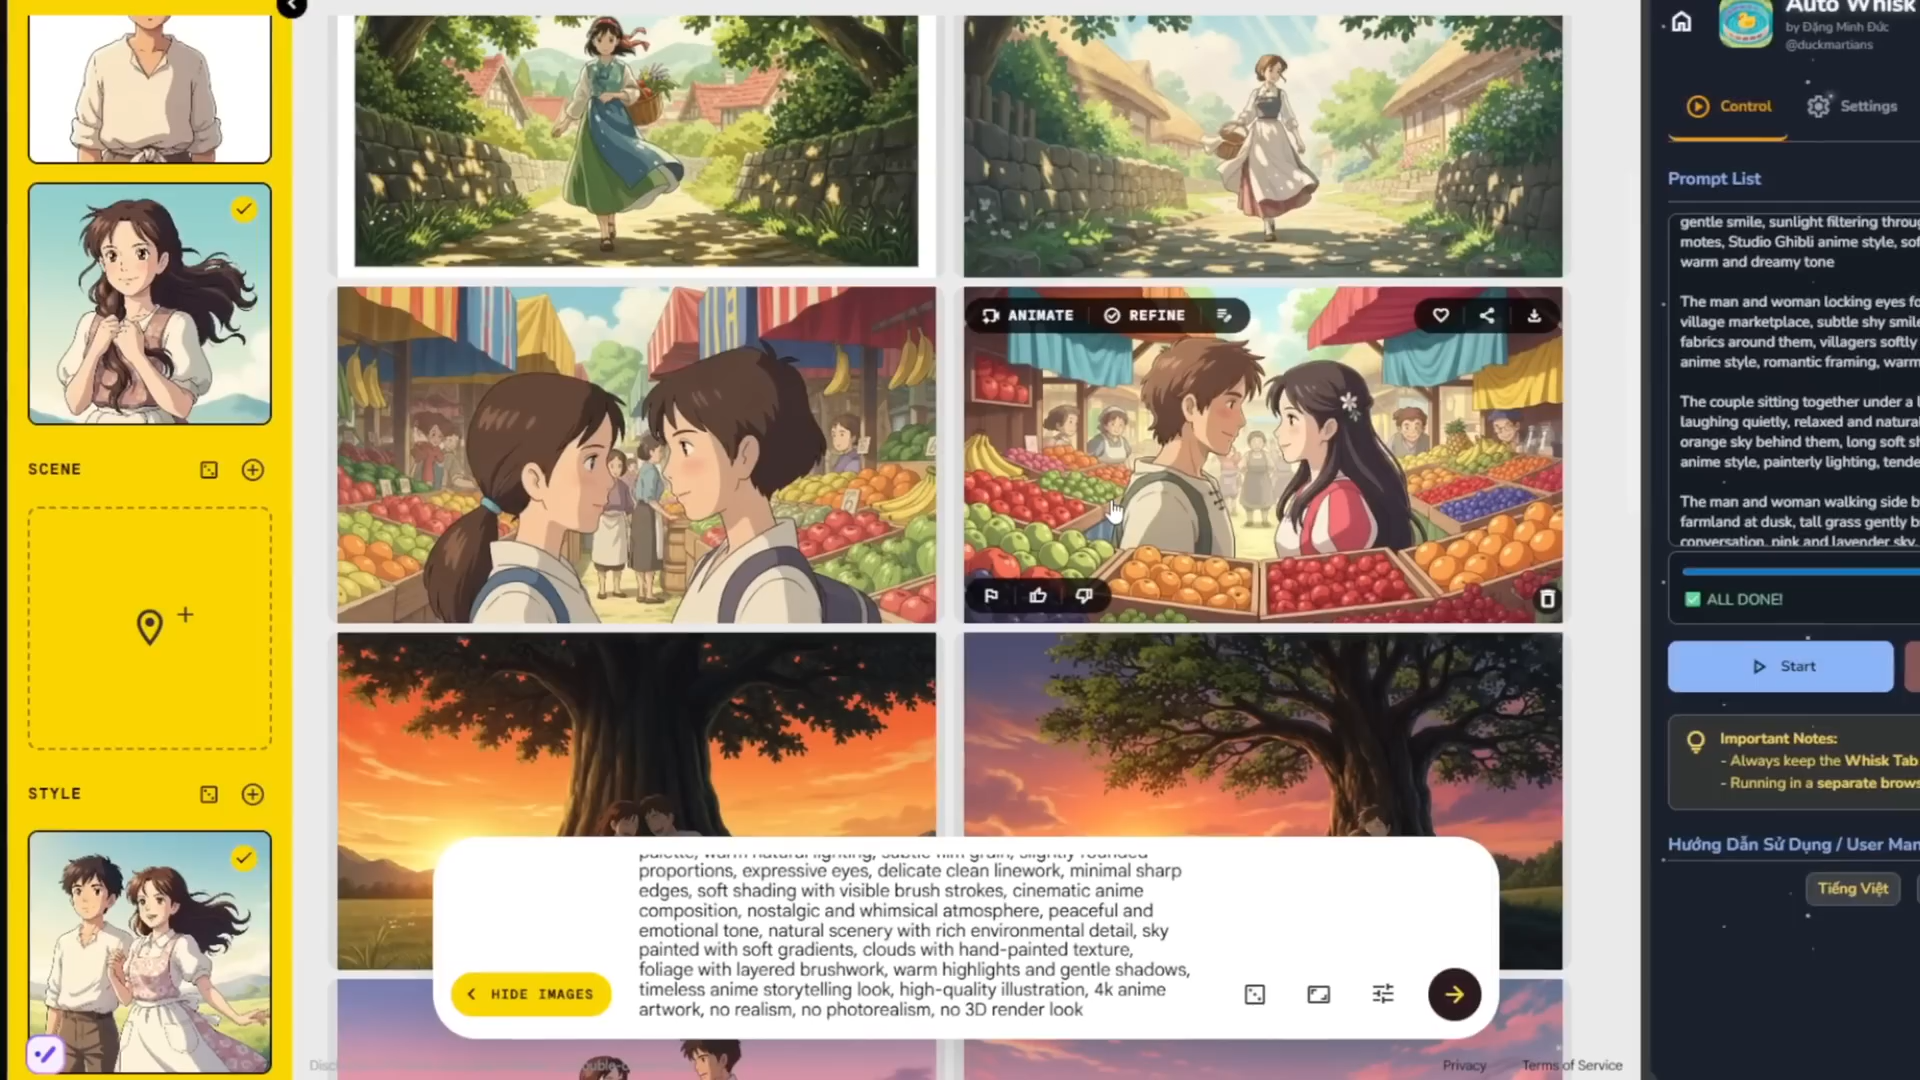 SCENE
STYLE
ANIMATE
REFINE
HIDE IMAGES
proportions, expressive eyes, delicate clean linework, minimal sharp
edges, soft shading with visible brush strokes, cinematic anime
composition, nostalgic and whimsical atmosphere, peaceful and
emotional tone, natural scenery with rich environmental detail, sky
painted with soft gradients, clouds with hand-painted texture,
foliage with layered brushwork, warm highlights and gentle shadows,
timeless anime storytelling look, high-quality illustration, 4k anime
artwork, no realism, no photorealism, no 3D render look
Privacy
Terms of Service
Auto Whisk
by Đặng Minh Đức
@duckmartians
Control
Settings
Prompt List
gentle smile, sunlight filtering
motes, Studio Ghibli anime style,
warm and dreamy tone
The man and woman locking eyes
village marketplace, subtle shy
fabrics around them, villagers softly
anime style, romantic framing,
The couple sitting together under a
laughing quietly, relaxed and
orange sky behind them, long soft
anime style, painterly lighting,
The man and woman walking side
farmland at dusk, tall grass gently
conversation, pink and lavender sky,
ALL DONE!
Start
Important Notes:
- Always keep the Whisk Tab
- Running in a separate
Hướng Dẫn Sử Dụng / User
Tiếng Việt